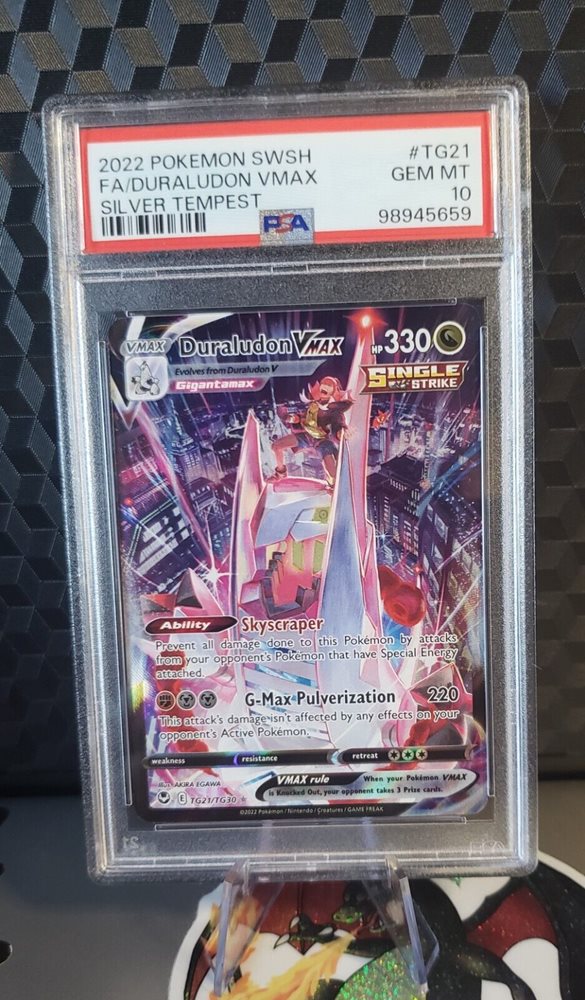 2022 POKEMON SWSH #TG21
FA/DURALUDON VMAX GEM MT
SILVER TEMPEST 10
PSA 98945659
VMAX Duraludon VMAX HP 330
Evolves from Duraludon V
Gigantamax
SINGLE STRIKE
Ability Skyscraper
Prevent all damage done to this Pokémon by attacks
from your opponent's Pokémon that have Special Energy
attached.
G-Max Pulverization 220
This attack's damage isn't affected by any effects on your
opponent's Active Pokémon.
weakness resistance retreat
VMAX rule When your Pokémon VMAX
is Knocked Out, your opponent takes 3 Prize cards.
Illus. AKIRA EGAWA
E TG21/TG30
©2022 Pokémon / Nintendo / Creatures / GAME FREAK